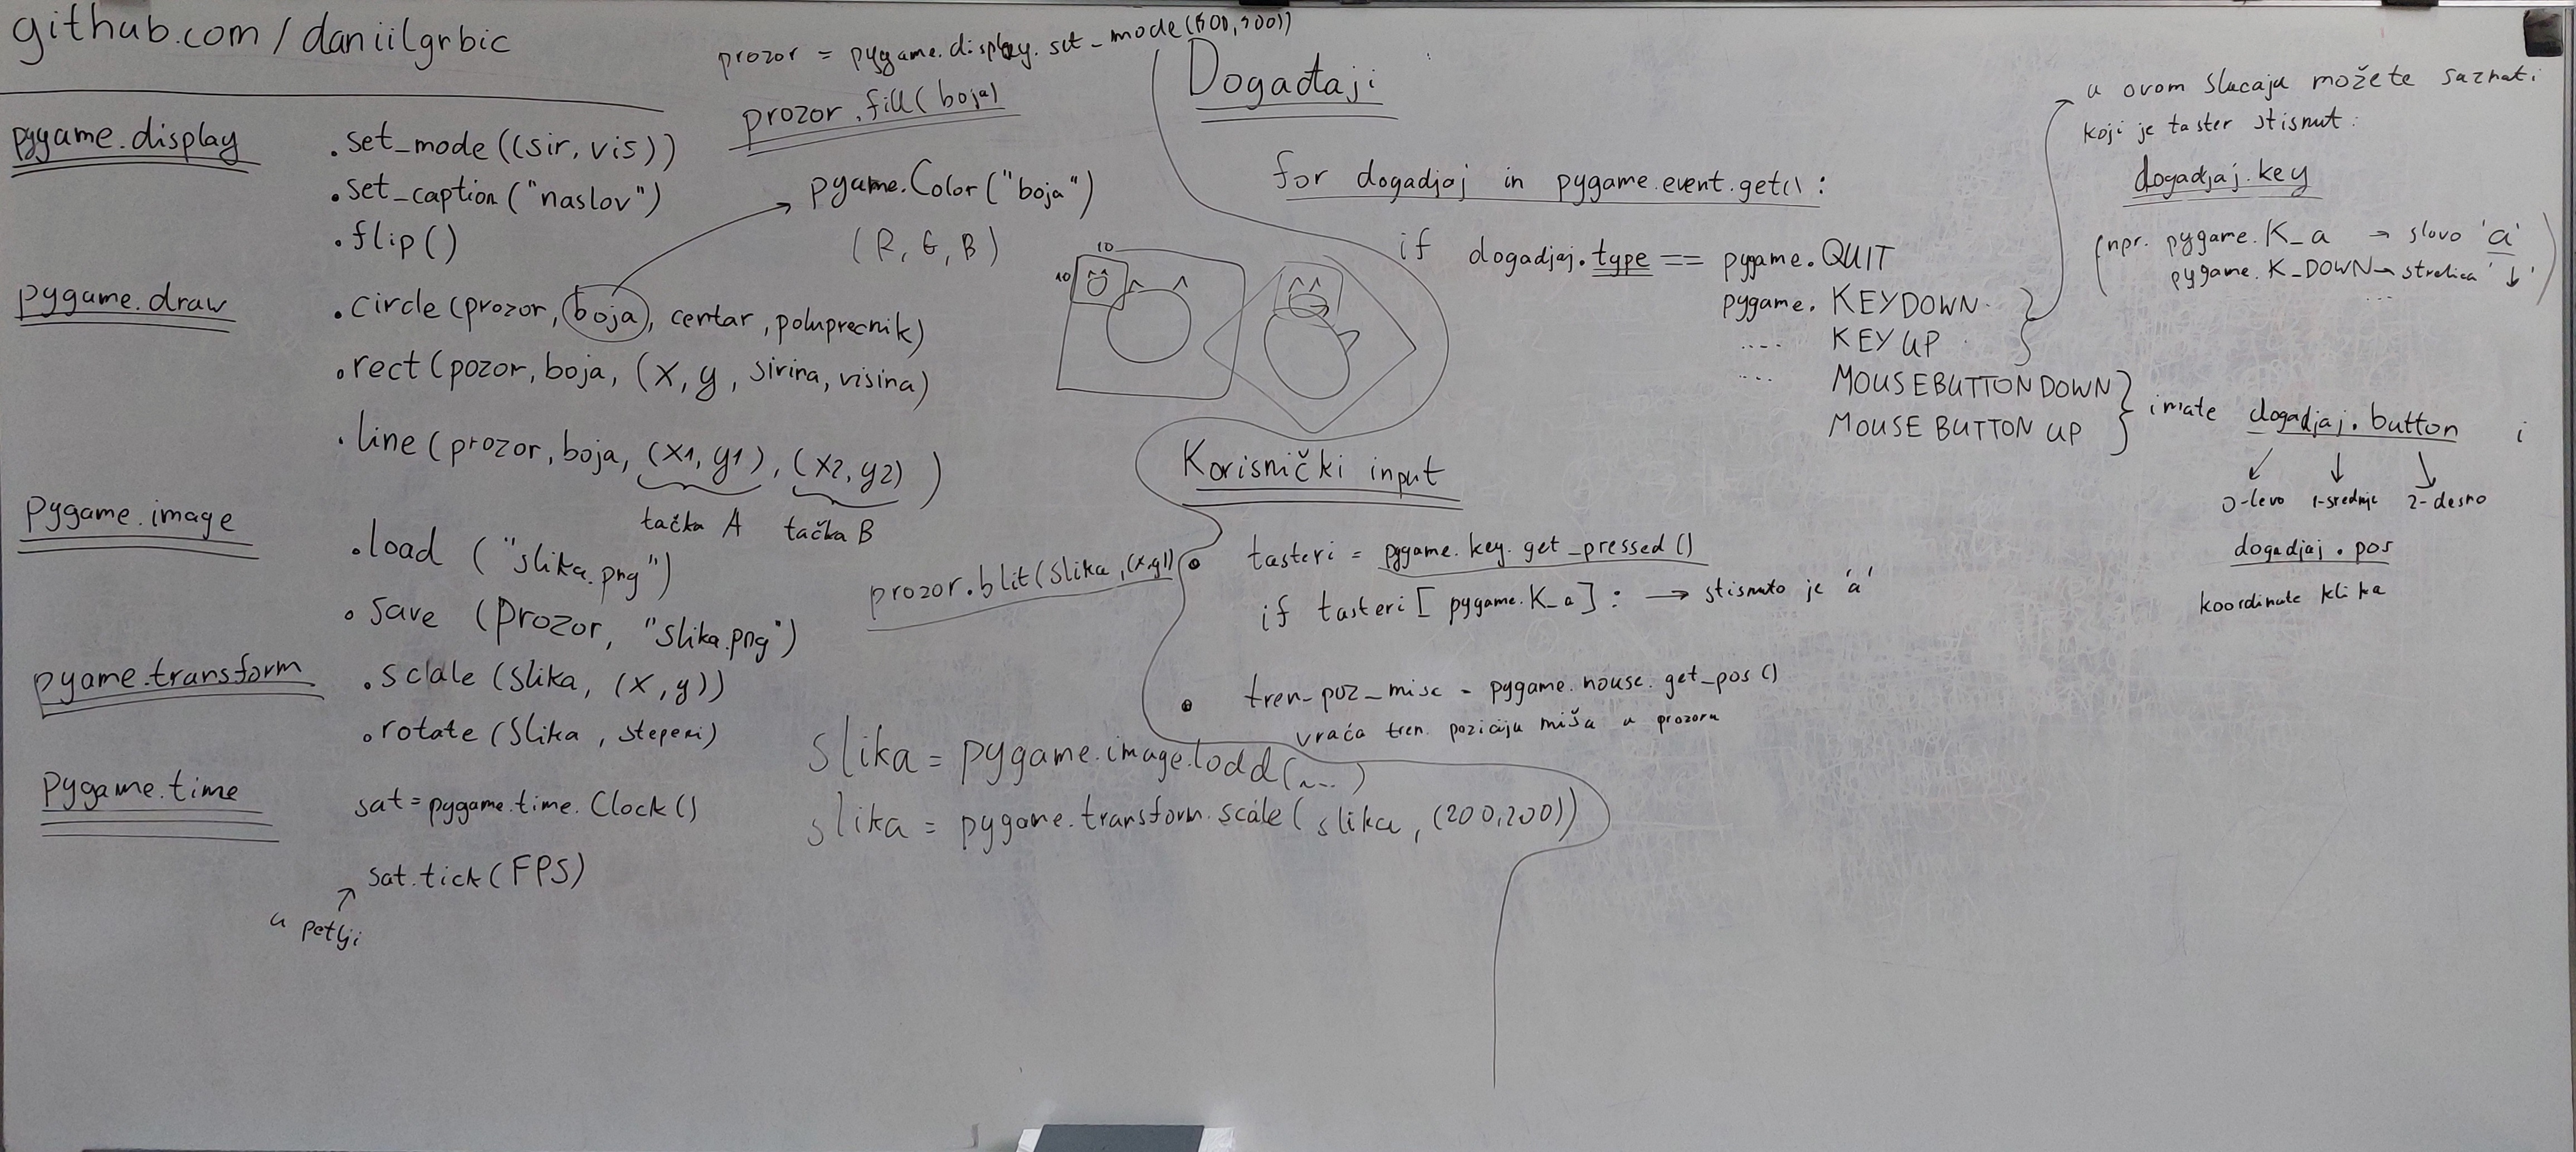 github.com/daniilgrbic
prozor = pygame.display.set_mode((500,500))
prozor.fill(boja)
pygame.display
.set_mode((sir, vis))
.set_caption("naslov")
.flip()
pygame.Color("boja")
(R, G, B)
pygame.draw
.circle(prozor, boja, centar, poluprecnik)
.rect(pozor, boja, (x, y, sirina, visina)
.line(prozor, boja, (x1, y1), (x2, y2) )
tačka A tačka B
10
10
pygame.image
.load ("slika.png")
.save (prozor, "slika.png")
prozor.blit(slika, (x,y))
pygame.transform
.sclale (slika, (x, y))
.rotate (slika, stepeni)
pygame.time
sat=pygame.time.Clock()
sat.tick(FPS)
u petlji
slika = pygame.image.load(...)
slika = pygame.transform.scale(slika, (200,200))
Događaji
for dogadjaj in pygame.event.get():
if dogadjaj.type == pygame.QUIT
pygame. KEYDOWN
.... KEYUP
.... MOUSEBUTTONDOWN
MOUSEBUTTONUP
u ovom slucaju možete saznati
koji je taster stisnut:
dogadjaj.key
(npr. pygame.K_a → slovo 'a'
pygame.K_DOWN → strelica '↓')
...
imate dogadjaj.button i
0-levo 1-srednje 2-desno
dogadjaj.pos
koordinate klika
Korisnički input
tasteri = pygame.key.get_pressed()
if tasteri[pygame.K_a]: → stisnuto je 'a'
tren_poz_misa = pygame.mouse.get_pos()
vraća tren. poziciju miša u prozoru